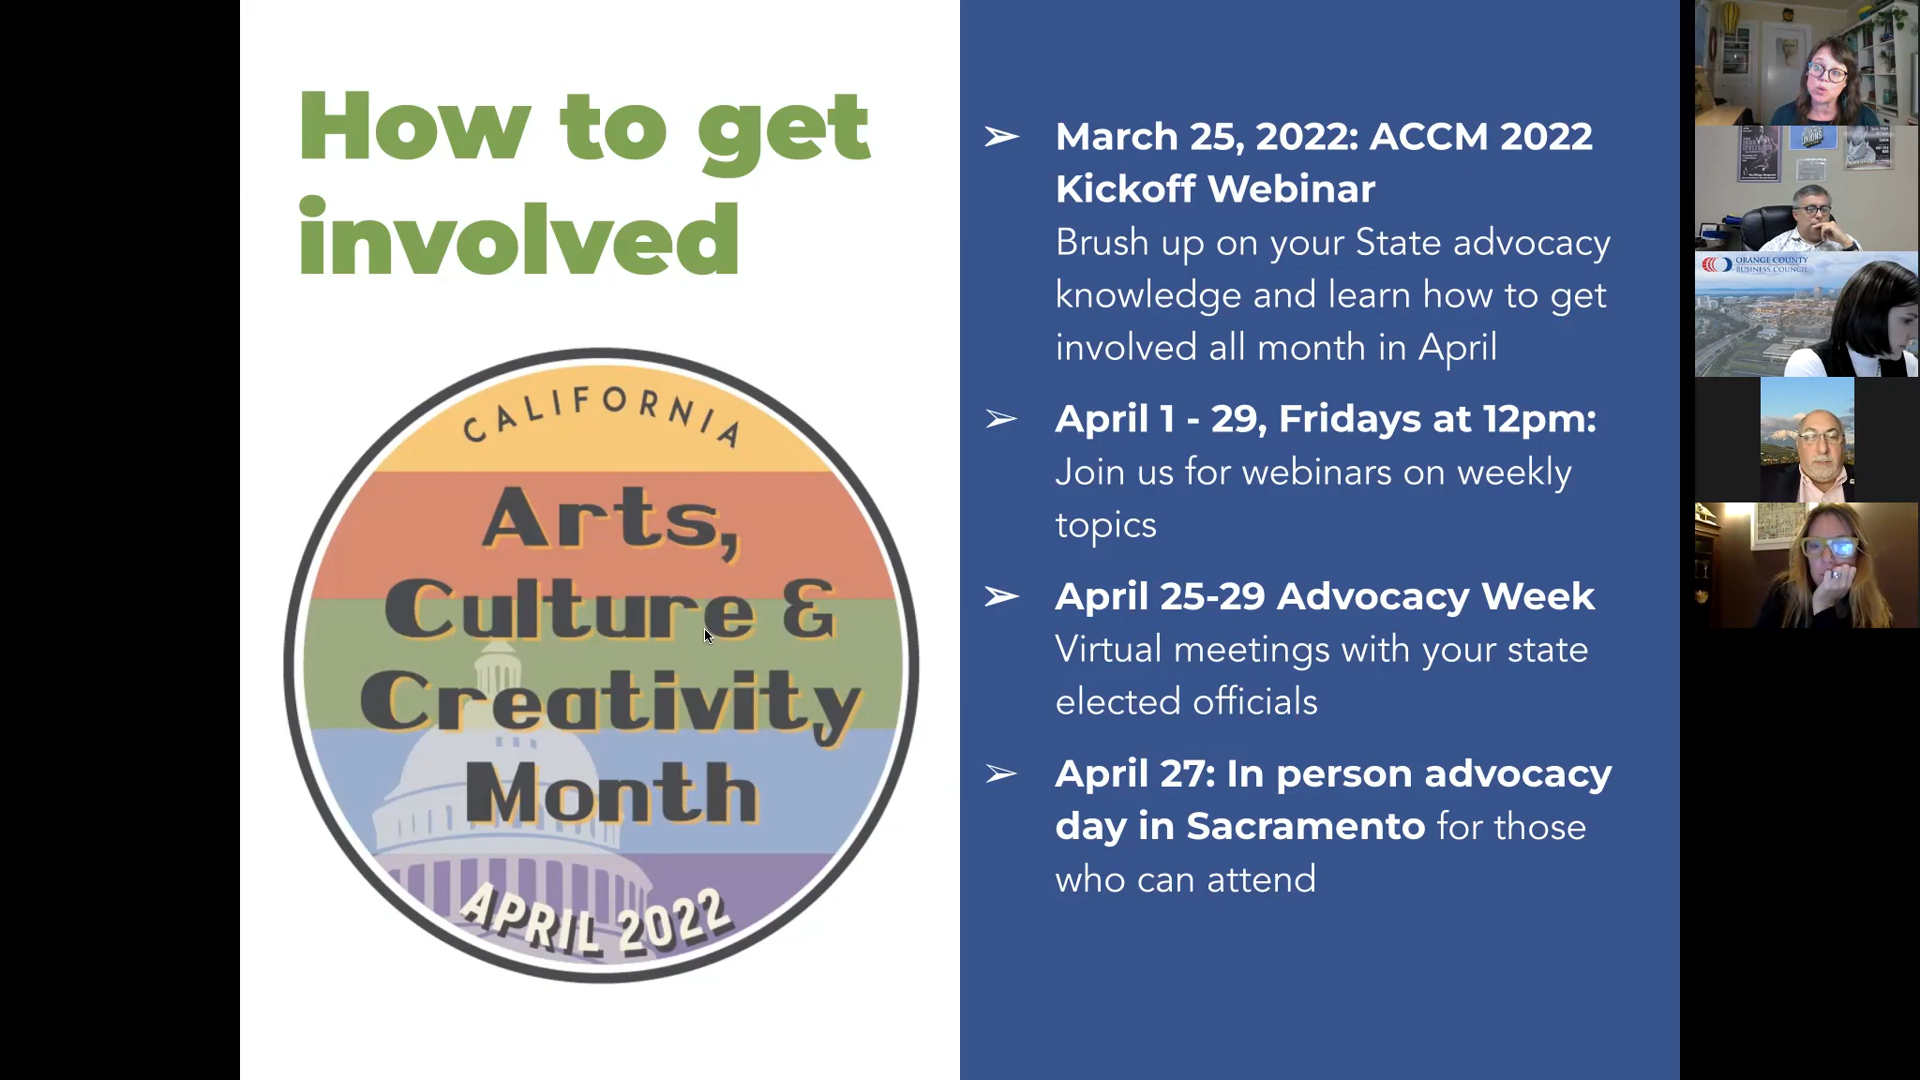 How to get
involved
CALIFORNIA
Arts,
Culture &
Creativity
Month
APRIL 2022
➢ March 25, 2022: ACCM 2022
Kickoff Webinar
Brush up on your State advocacy
knowledge and learn how to get
involved all month in April
➢ April 1 - 29, Fridays at 12pm:
Join us for webinars on weekly
topics
➢ April 25-29 Advocacy Week
Virtual meetings with your state
elected officials
➢ April 27: In person advocacy
day in Sacramento for those
who can attend
ORANGE COUNTY
BUSINESS COUNCIL